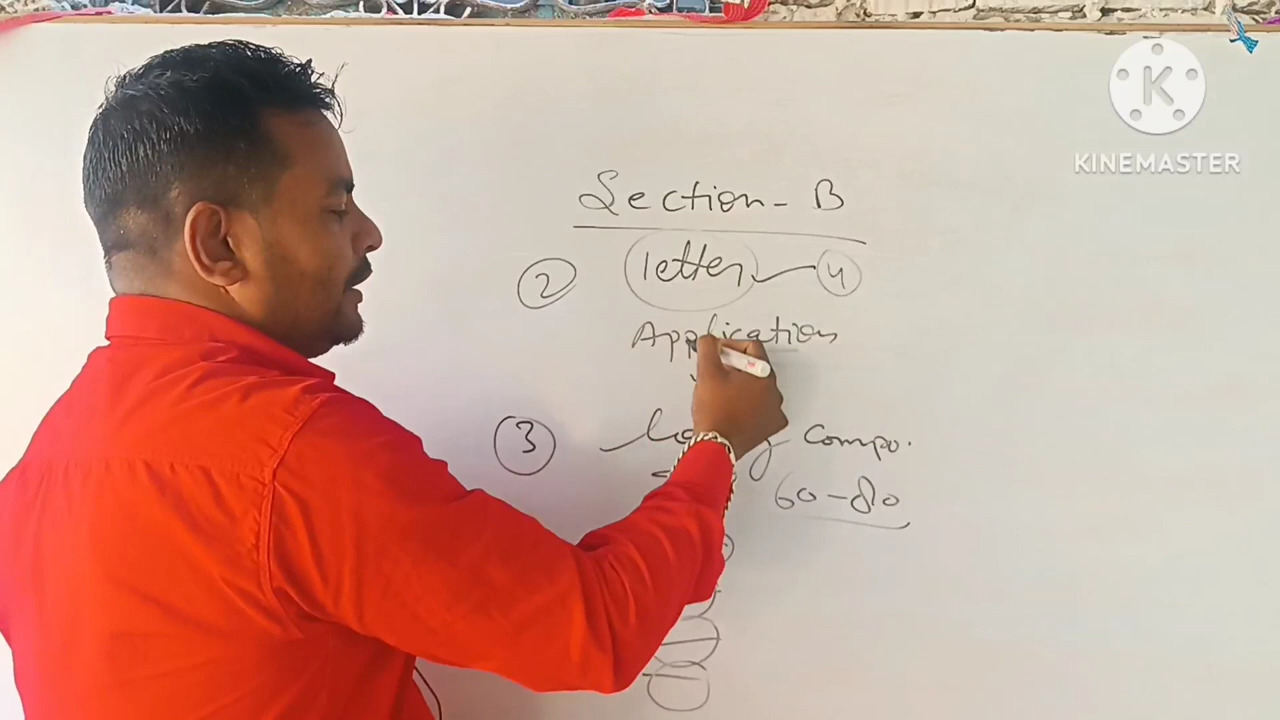 K
KINEMASTER
Section - B
2 letter 4
Application
3 compo.
60-80